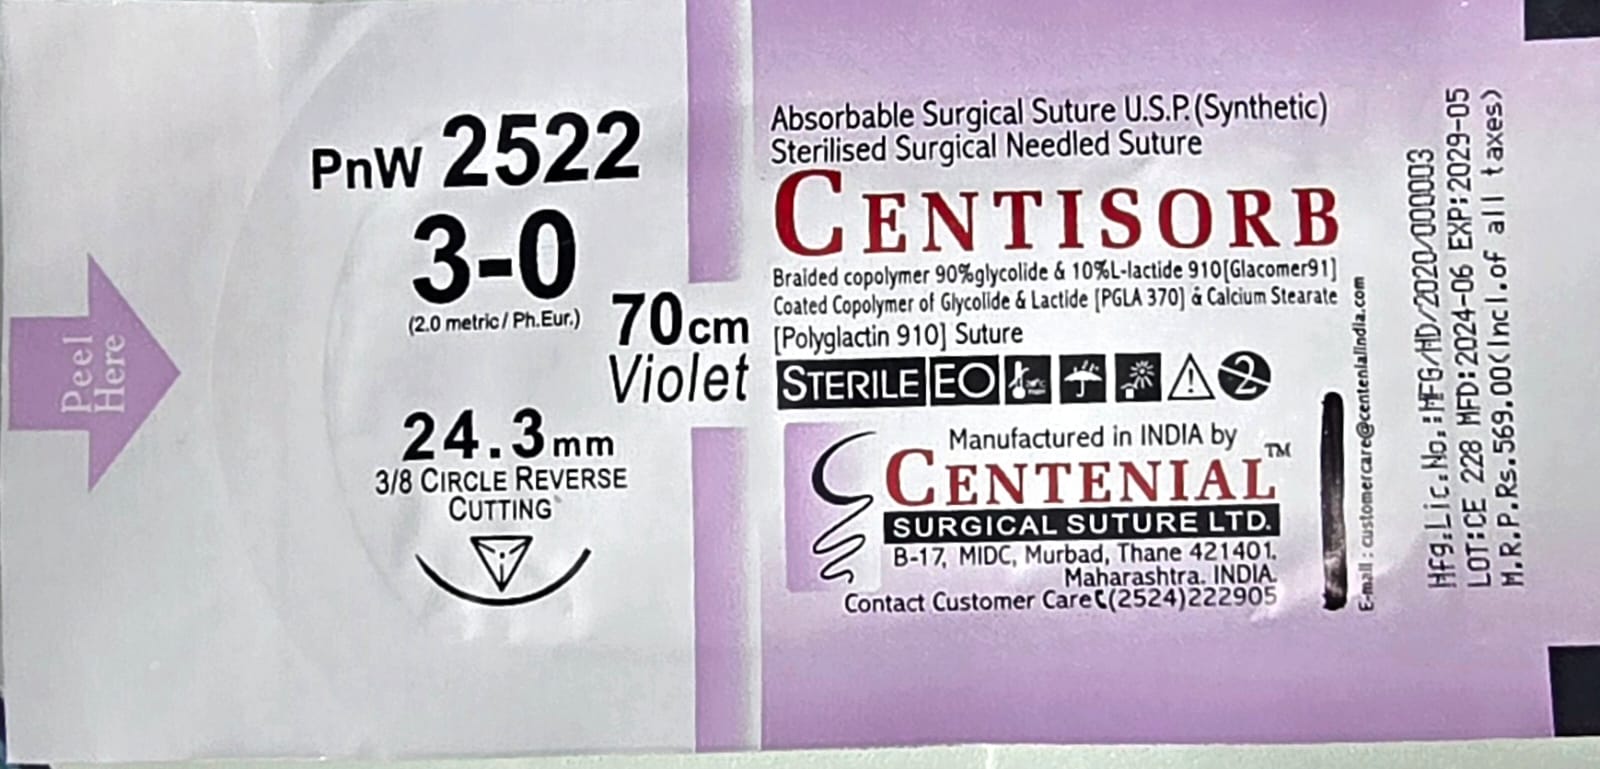 Peel
Here
PnW 2522
3-0
(2.0 metric/ Ph.Eur.)
70cm
Violet
24.3mm
3/8 CIRCLE REVERSE
CUTTING
Absorbable Surgical Suture U.S.P.(Synthetic)
Sterilised Surgical Needled Suture
CENTISORB
Braided copolymer 90%glycolide & 10%L-lactide 910[Glacomer91]
Coated Copolymer of Glycolide & Lactide [PGLA 370] & Calcium Stearate
[Polyglactin 910] Suture
STERILE EO
2
Manufactured in INDIA by
CENTENIAL™
SURGICAL SUTURE LTD.
B-17, MIDC, Murbad, Thane 421401.
Maharashtra. INDIA.
Contact Customer Care (2524)222905
E-mail : customercare@centenialindia.com
Mfg.Lic.No.:MFG/MD/2020/000003
LOT:CE 228 MFD:2024-06 EXP:2029-05
M.R.P.Rs.569.00(Incl.of all taxes)